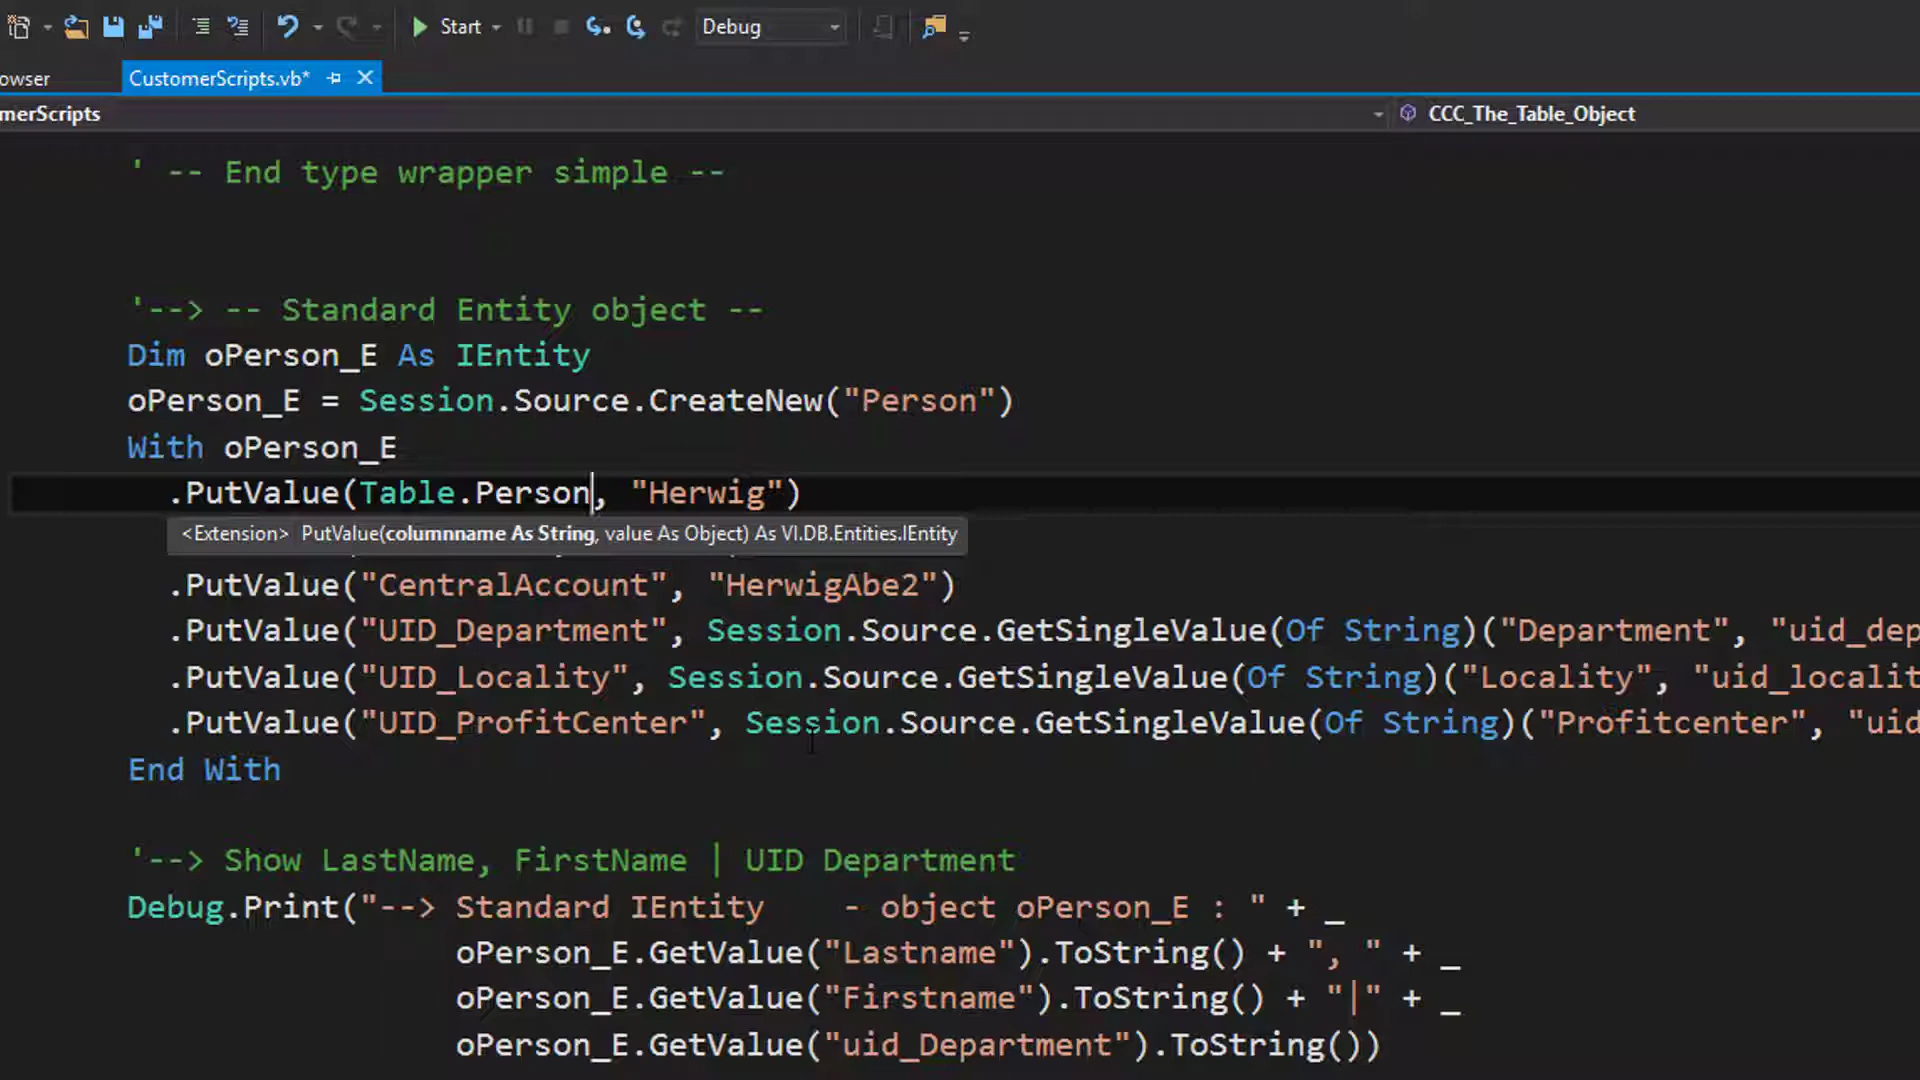 Start
Debug
owser
CustomerScripts.vb*
merScripts
CCC_The_Table_Object
' -- End type wrapper simple --
'--> -- Standard Entity object --
Dim oPerson_E As IEntity
oPerson_E = Session.Source.CreateNew("Person")
With oPerson_E
.PutValue(Table.Person, "Herwig")
<Extension> PutValue(columnname As String, value As Object) As VI.DB.Entities.IEntity
.PutValue("CentralAccount", "HerwigAbe2")
.PutValue("UID_Department", Session.Source.GetSingleValue(Of String)("Department", "uid_dep
.PutValue("UID_Locality", Session.Source.GetSingleValue(Of String)("Locality", "uid_localit
.PutValue("UID_ProfitCenter", Session.Source.GetSingleValue(Of String)("Profitcenter", "uid
End With
'--> Show LastName, FirstName | UID Department
Debug.Print("--> Standard IEntity    - object oPerson_E : " + _
oPerson_E.GetValue("Lastname").ToString() + ", " + _
oPerson_E.GetValue("Firstname").ToString() + "|" + _
oPerson_E.GetValue("uid_Department").ToString())